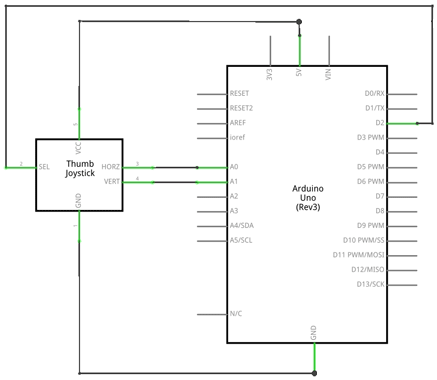 3V3
5V
VIN
RESET
RESET2
AREF
ioref
A0
A1
A2
A3
A4/SDA
A5/SCL
N/C
Arduino
Uno
(Rev3)
D0/RX
D1/TX
D2
D3 PWM
D4
D5 PWM
D6 PWM
D7
D8
D9 PWM
D10 PWM/SS
D11 PWM/MOSI
D12/MISO
D13/SCK
GND
5
VCC
2
SEL
Thumb
Joystick
HORZ
3
VERT
4
GND
1